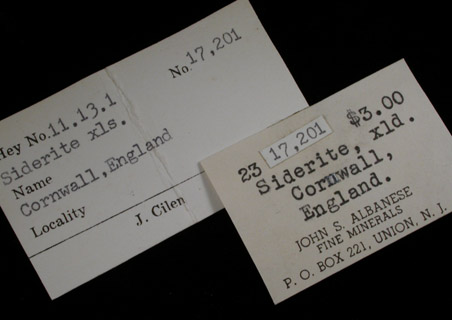 No. 17,201
Hey No. 11.13.1
Siderite xls.
Name
Cornwall, England
Locality
J. Cilen
23 17,201 $3.00
Siderite, xld.
Cornwall,
England.
JOHN S. ALBANESE
FINE MINERALS
P. O. BOX 221, UNION, N. J.